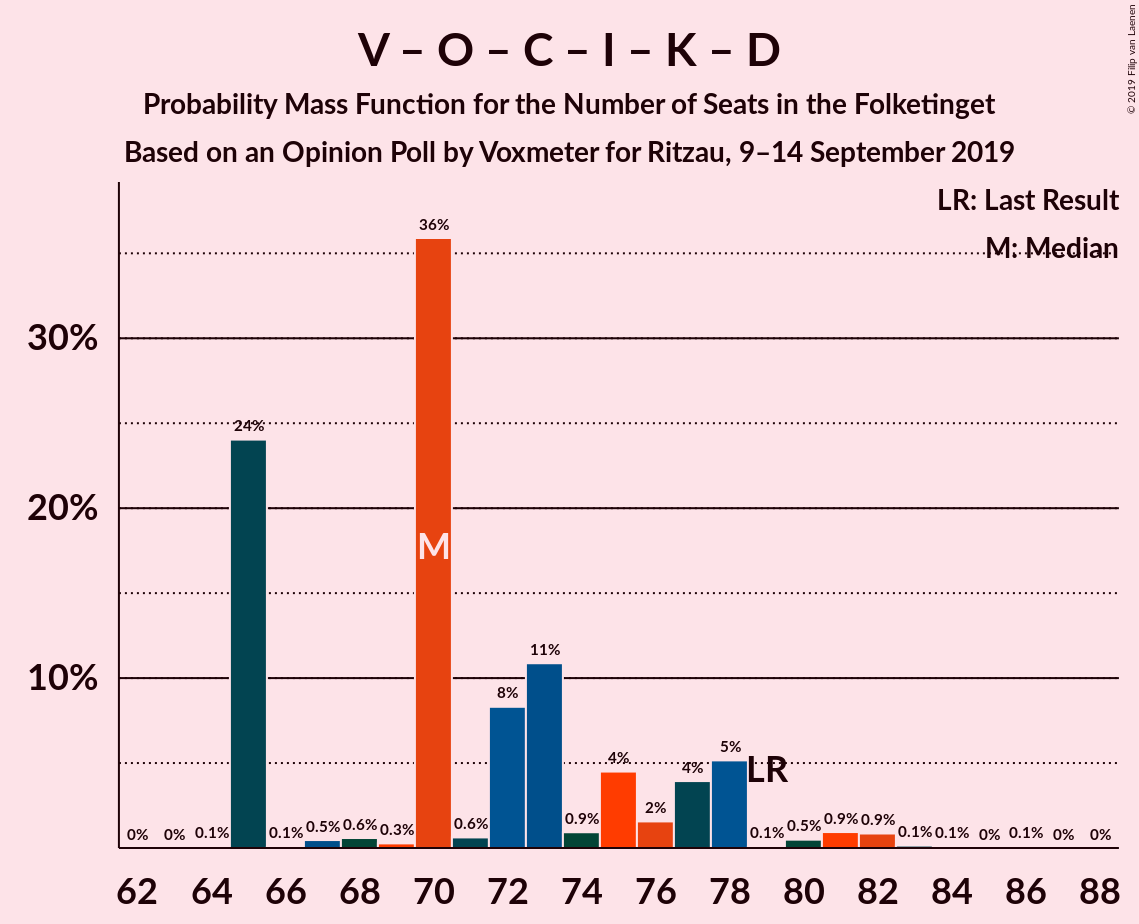 V – O – C – I – K – D
Probability Mass Function for the Number of Seats in the Folketinget
Based on an Opinion Poll by Voxmeter for Ritzau, 9–14 September 2019
© 2019 Filip van Laenen
LR: Last Result
M: Median
30%
20%
10%
0% 0% 0.1% 24% 0.1% 0.5% 0.6% 0.3% 36% 0.6% 8% 11% 0.9% 4% 2% 4% 5% 0.1% 0.5% 0.9% 0.9% 0.1% 0.1% 0% 0.1% 0% 0%
M
LR
62 64 66 68 70 72 74 76 78 80 82 84 86 88